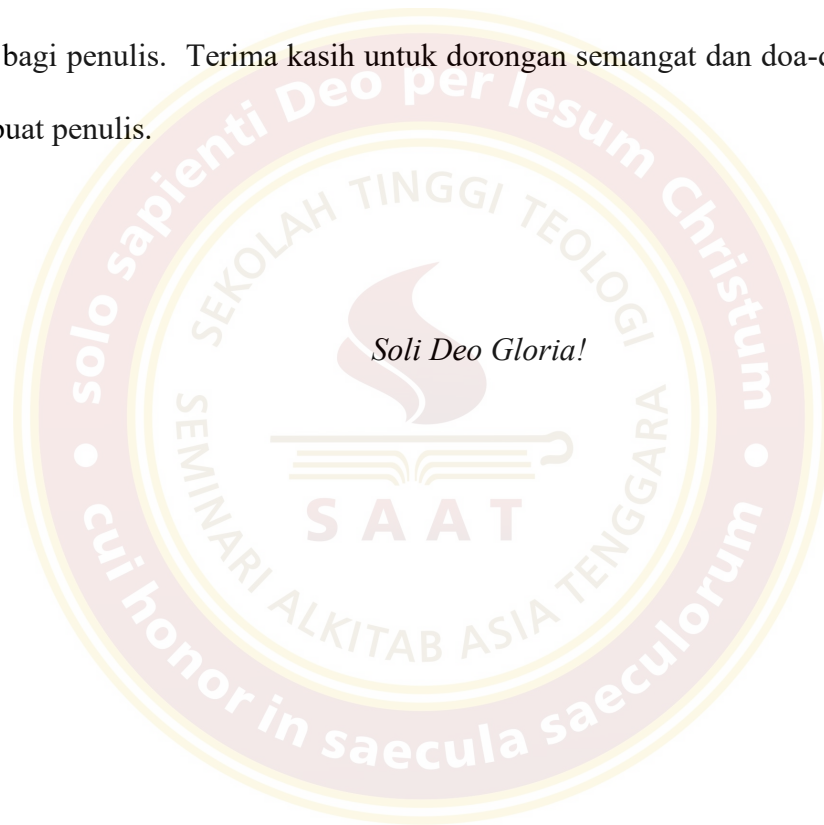 bagi penulis. Terima kasih untuk dorongan semangat dan doa-
buat penulis.
solo sapienti Deo per Iesum Christum
SEKOLAH TINGGI TEOLOGI
Soli Deo Gloria!
SAAT
SEMINARI ALKITAB ASIA TENGGARA
cui honor in saecula saeculorum